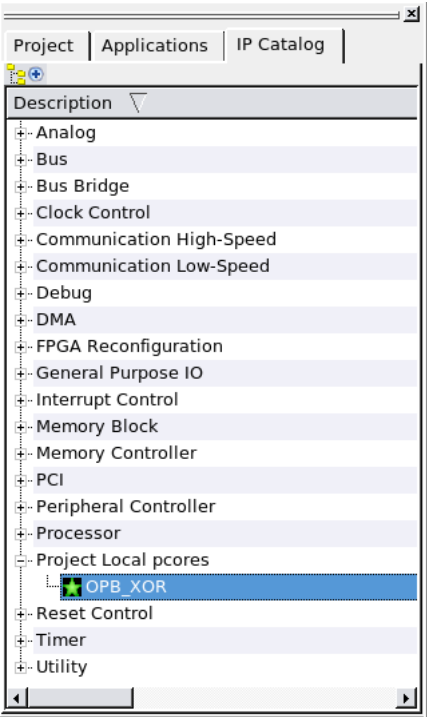 Project
Applications
IP Catalog
Description
Analog
Bus
Bus Bridge
Clock Control
Communication High-Speed
Communication Low-Speed
Debug
DMA
FPGA Reconfiguration
General Purpose IO
Interrupt Control
Memory Block
Memory Controller
PCI
Peripheral Controller
Processor
Project Local pcores
OPB_XOR
Reset Control
Timer
Utility